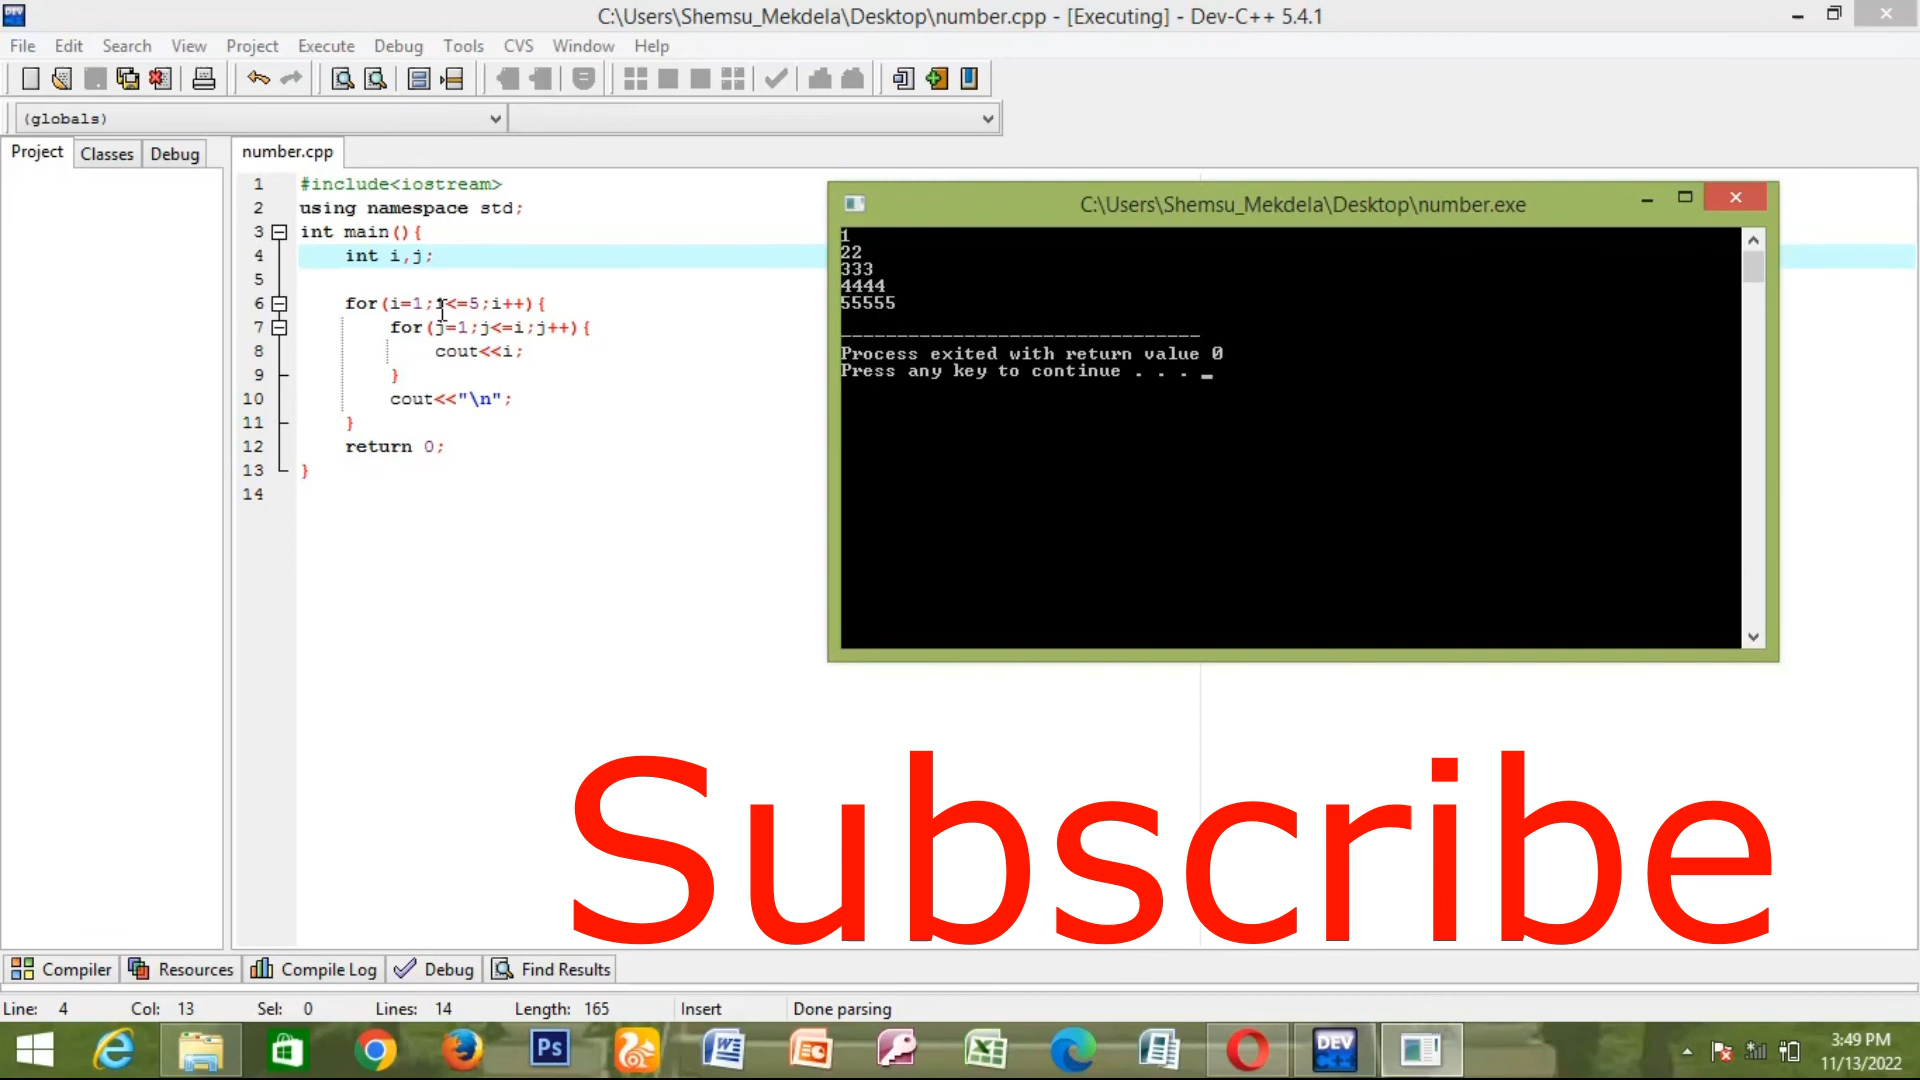 C:\Users\Shemsu_Mekdela\Desktop\number.cpp - [Executing] - Dev-C++ 5.4.1
File Edit Search View Project Execute Debug Tools CVS Window Help
(globals)
Project Classes Debug number.cpp
1 #include<iostream>
2 using namespace std;
3 int main(){
4 int i,j;
5
6 for(i=1;i<=5;i++){
7 for(j=1;j<=i;j++){
8 cout<<i;
9 }
10 cout<<"\n";
11 }
12 return 0;
13 }
14
C:\Users\Shemsu_Mekdela\Desktop\number.exe
1
22
333
4444
55555
--------------------------------
Process exited with return value 0
Press any key to continue . . . _
Subscribe
Compiler Resources Compile Log Debug Find Results
Line: 4 Col: 13 Sel: 0 Lines: 14 Length: 165 Insert Done parsing
Ps
DEV C++
3:49 PM
11/13/2022